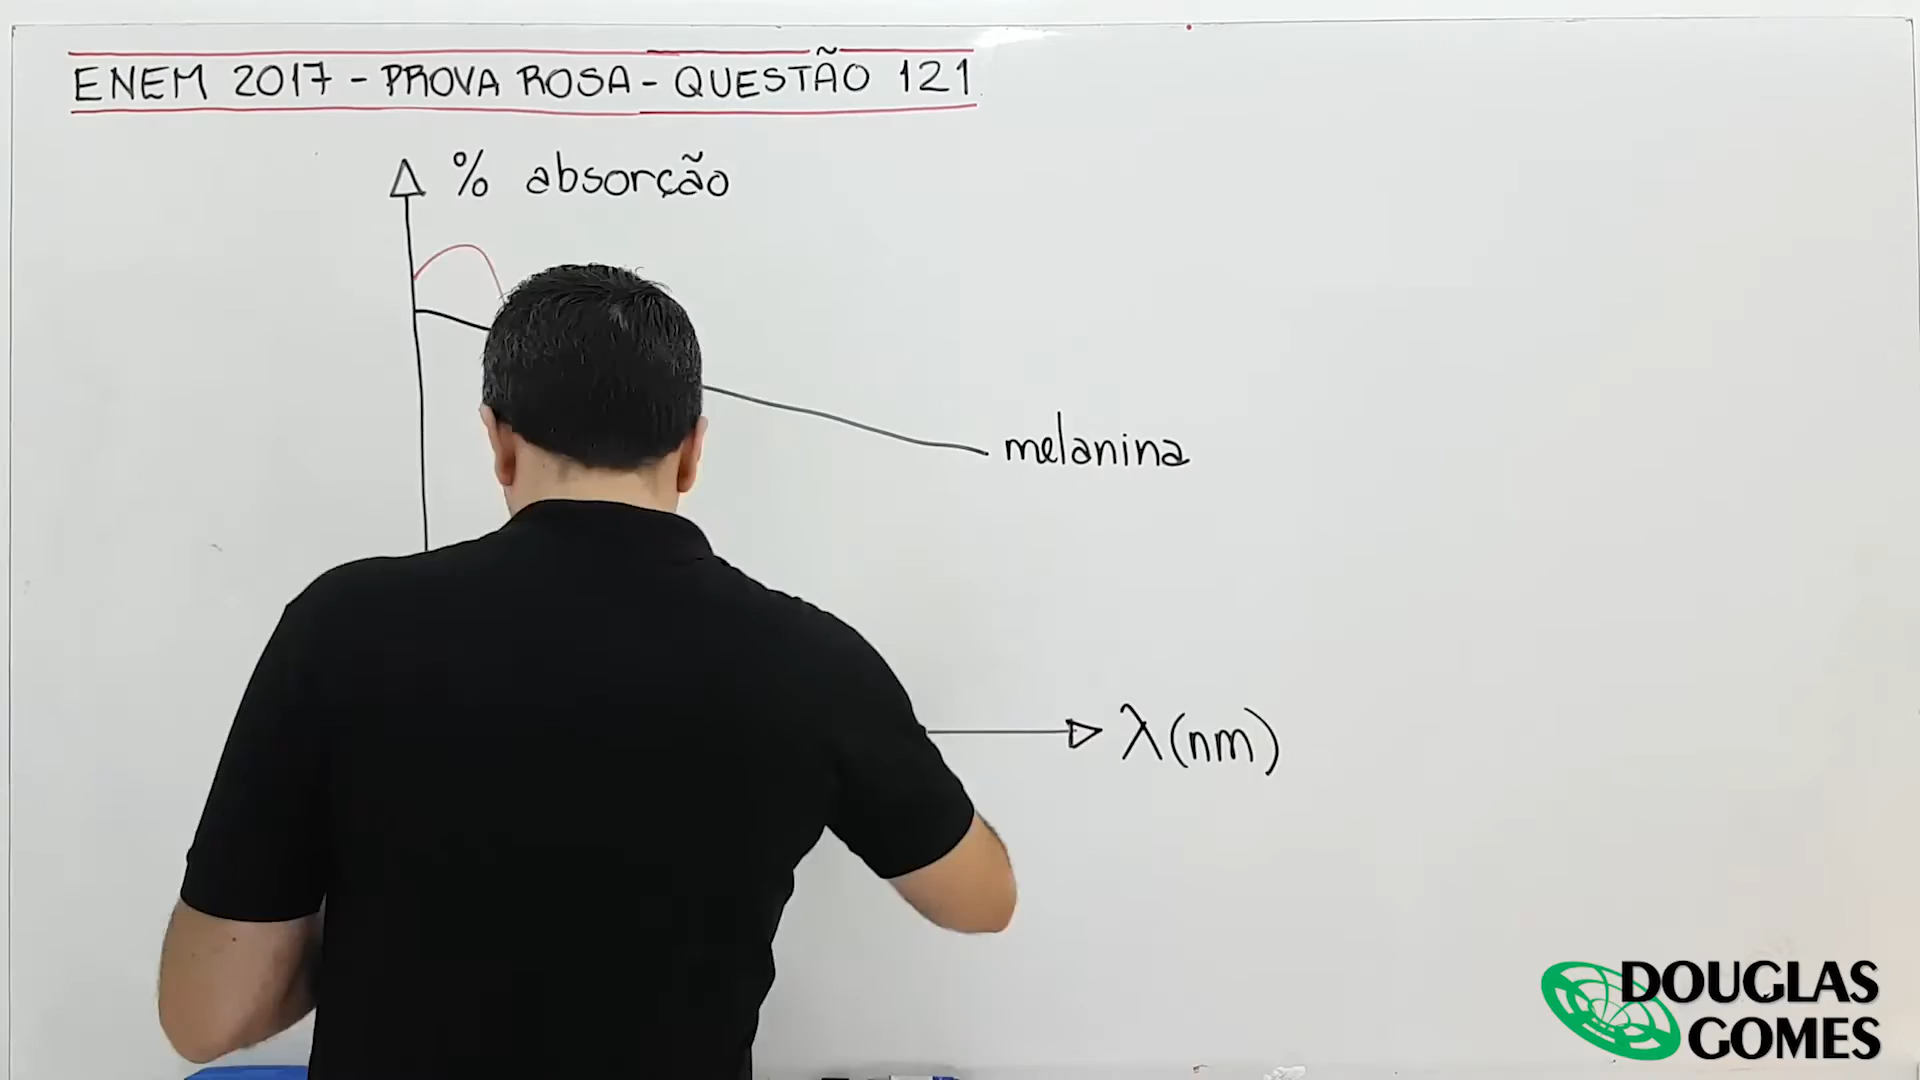 ENEM 2017 - PROVA ROSA - QUESTÃO 121
% absorção
melanina
λ(nm)
DOUGLAS
GOMES